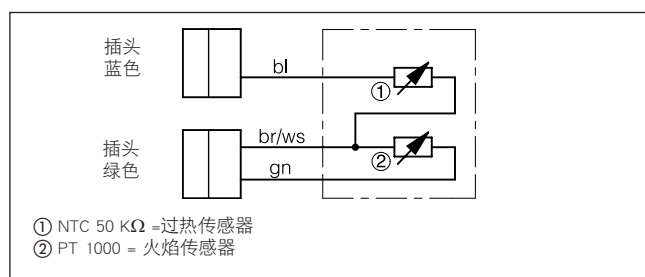 插头
蓝色
bl
①
插头
绿色
br/ws
②
gn
① NTC 50 KΩ =过热传感器
② PT 1000 = 火焰传感器